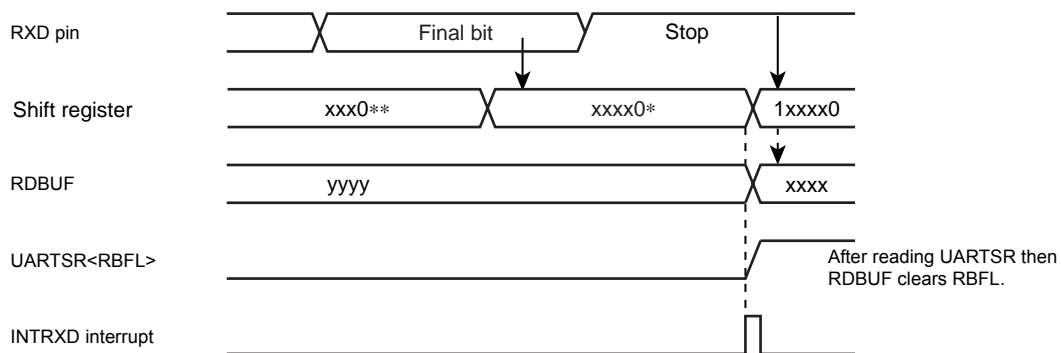 RXD pin Final bit Stop
Shift register xxx0** xxxx0* 1xxxx0
RDBUF yyyy xxxx
UARTSR<RBFL> After reading UARTSR then
RDBUF clears RBFL.
INTRXD interrupt